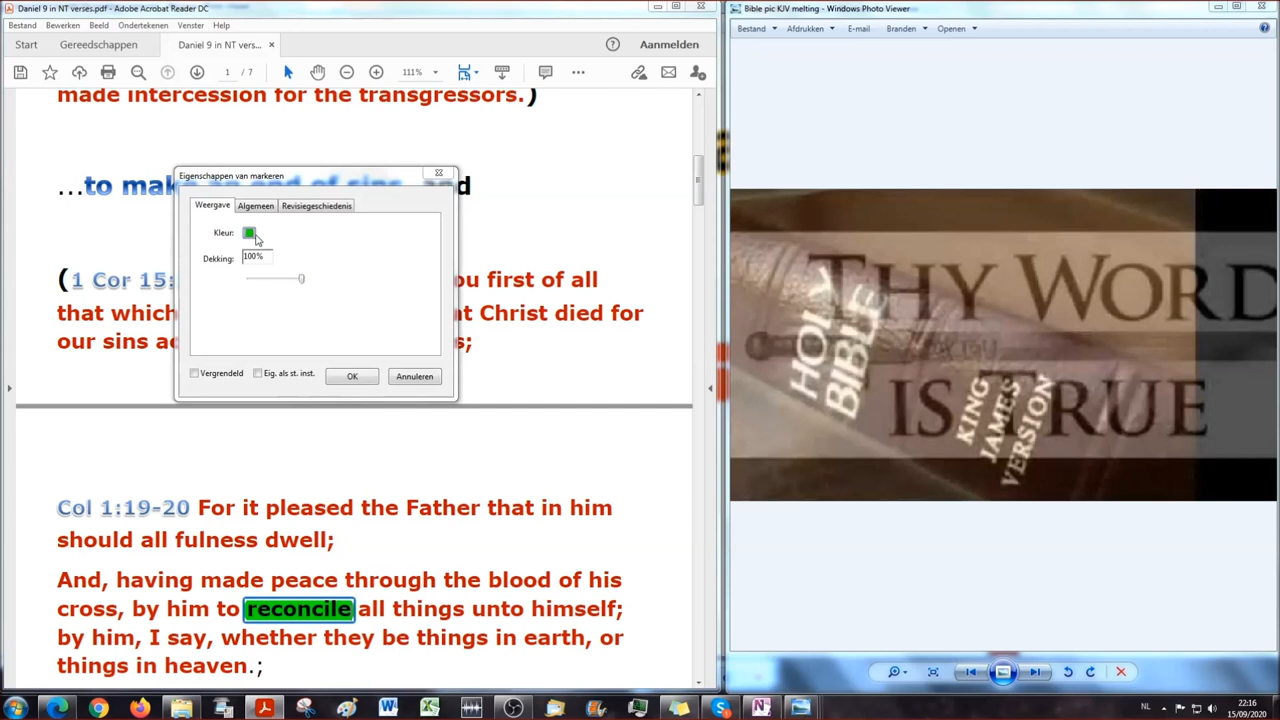 Daniel 9 in NT verses.pdf - Adobe Acrobat Reader DC
Bestand Bewerken Beeld Ondertekenen Venster Help
Start Gereedschappen Daniel 9 in NT vers... × Aanmelden
1 / 7 111%
made intercession for the transgressors.)
...to make an end of sins, and
(1 Cor 15: ou first of all
that which at Christ died for
our sins ac s;
Eigenschappen van markeren
Weergave Algemeen Revisiegeschiedenis
Kleur:
Dekking: 100%
Vergrendeld Eig. als st. inst. OK Annuleren
Col 1:19-20 For it pleased the Father that in him
should all fulness dwell;
And, having made peace through the blood of his
cross, by him to reconcile all things unto himself;
by him, I say, whether they be things in earth, or
things in heaven.;
Bible pic KJV melting - Windows Photo Viewer
Bestand Afdrukken E-mail Branden Openen
THY WORD
IS TRUE
HOLY
BIBLE
KING
JAMES
VERSION
NL 22:16
15/09/2020